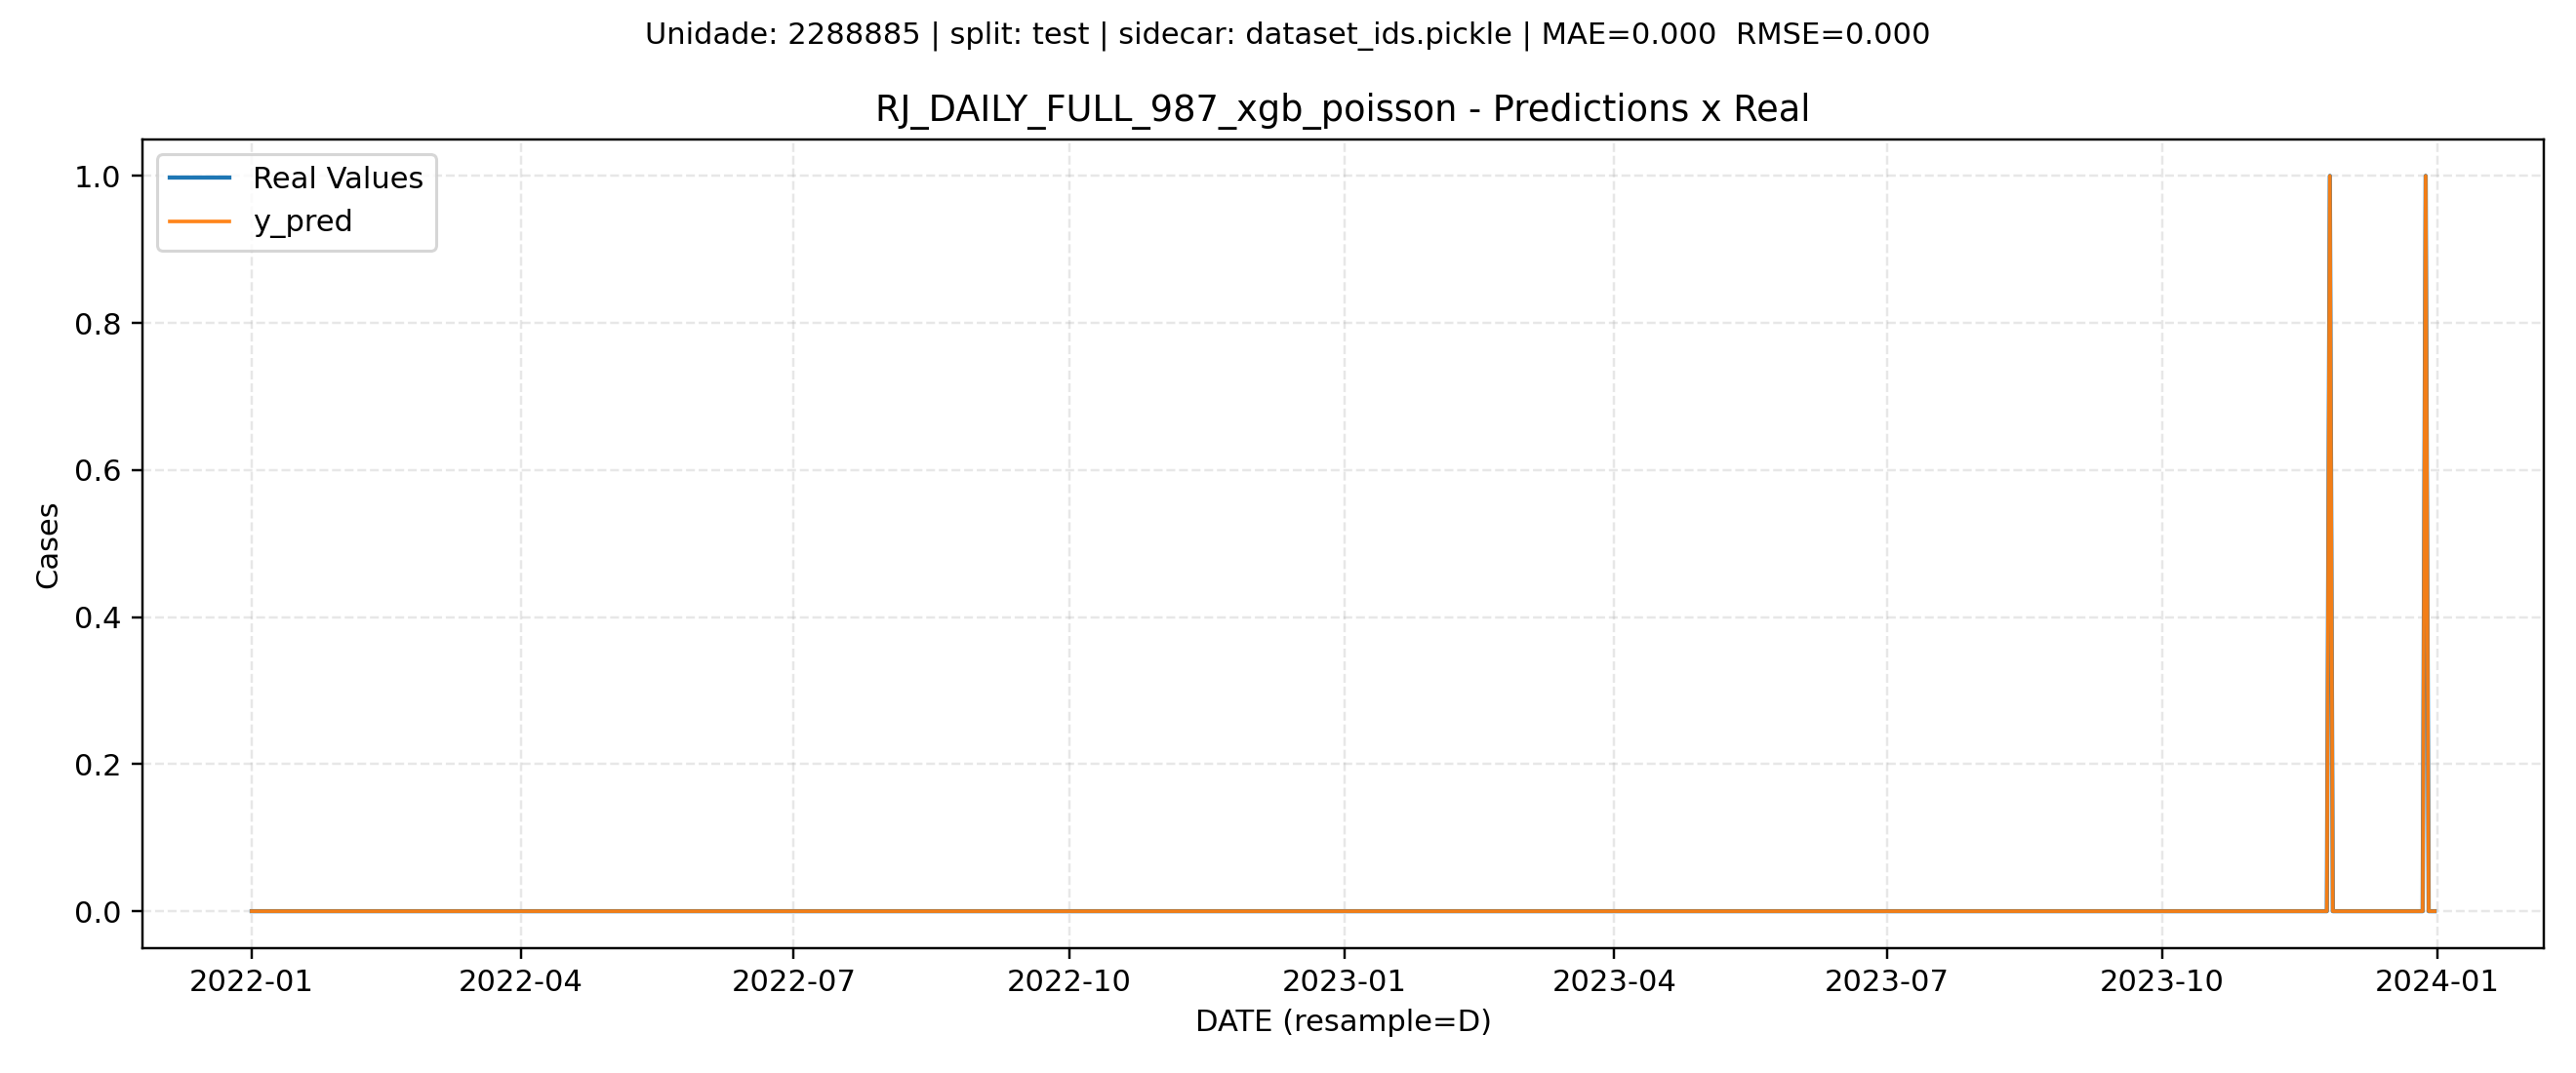 Unidade: 2288885 | split: test | sidecar: dataset_ids.pickle | MAE=0.000  RMSE=0.000
RJ_DAILY_FULL_987_xgb_poisson - Predictions x Real
Real Values
y_pred
1.0
0.8
0.6
0.4
0.2
0.0
Cases
2022-01 2022-04 2022-07 2022-10 2023-01 2023-04 2023-07 2023-10 2024-01
DATE (resample=D)